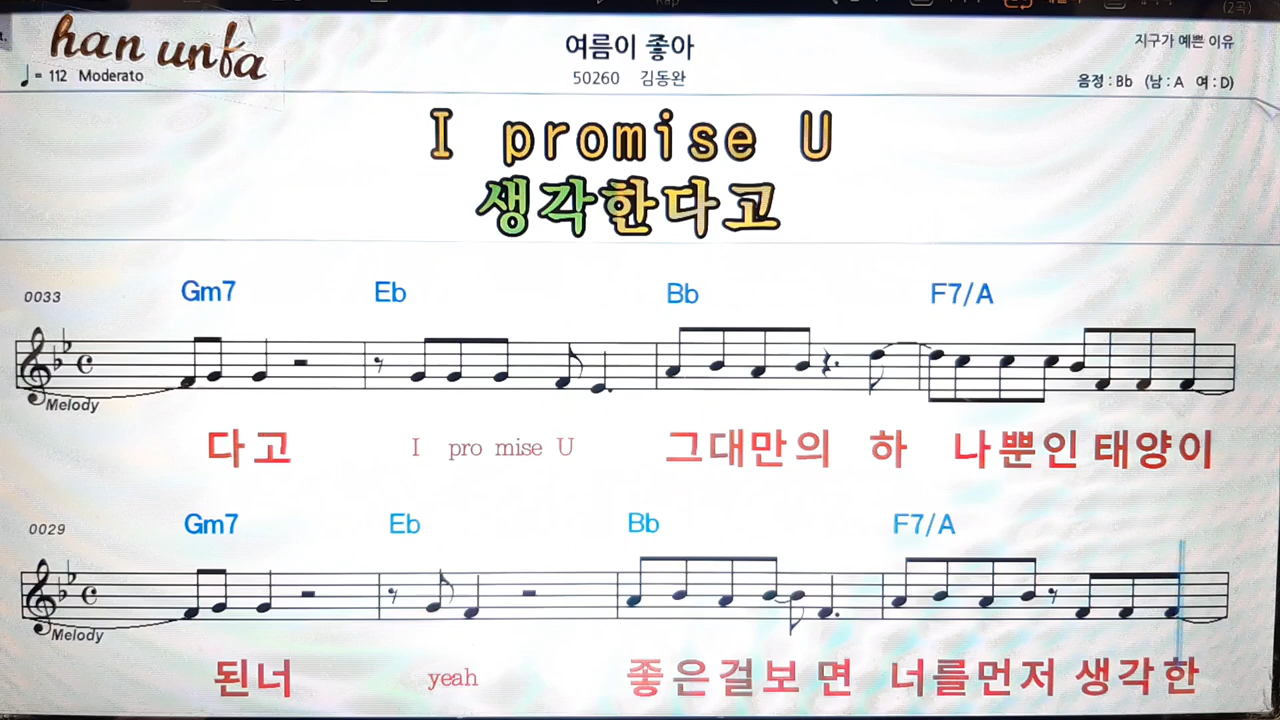 han unfa
여름이 좋아
지구가 예쁜 이유
♩= 112 Moderato
50260 김동완
음정 : Bb (남 : A 여 : D)
I promise U
생각한다고
0033 Gm7 Eb Bb F7/A
Melody
다고 I pro mise U 그대만의 하 나뿐인 태양이
0029 Gm7 Eb Bb F7/A
Melody
된너 yeah 좋은걸보 면 너를먼저 생각한